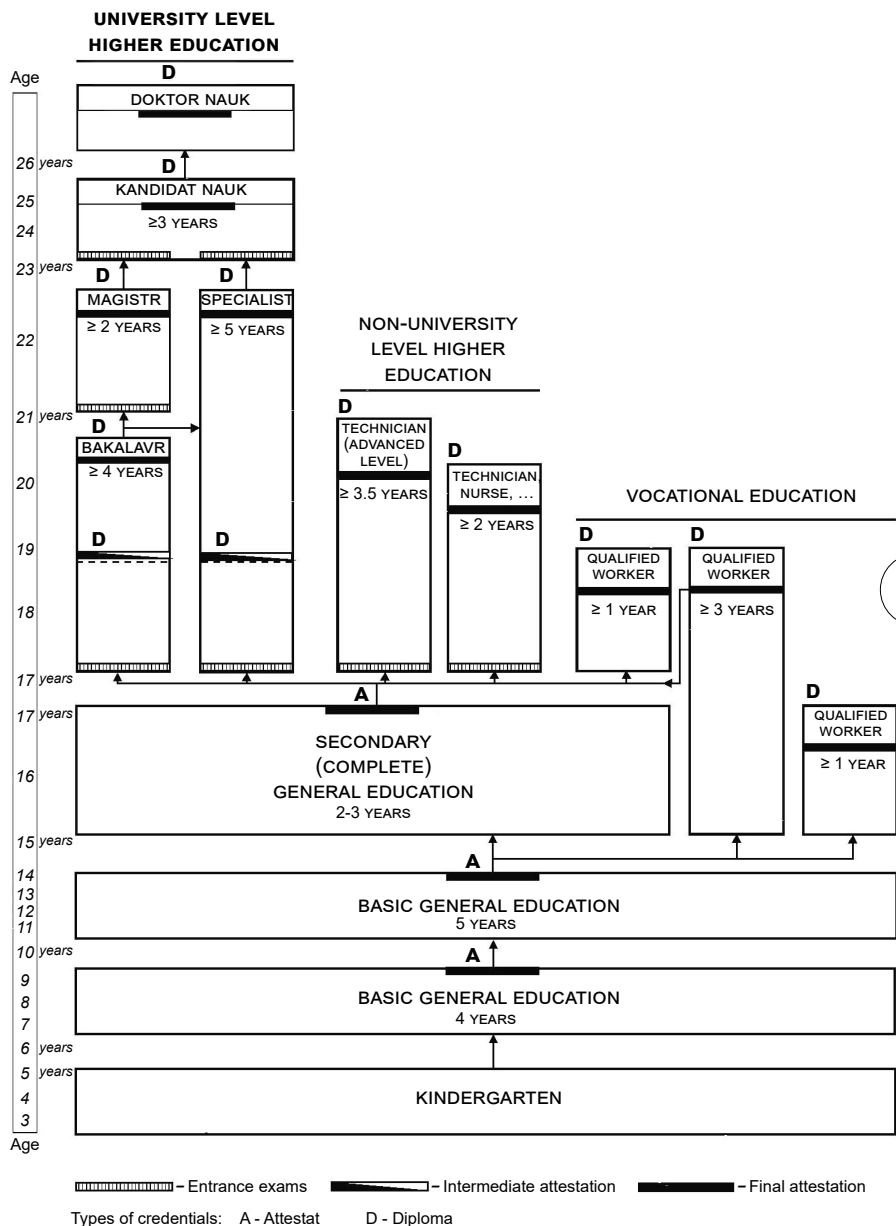 UNIVERSITY LEVEL
HIGHER EDUCATION
Age
D
DOKTOR NAUK
26 years
D
KANDIDAT NAUK
25
≥3 YEARS
24
23 years
D
D
MAGISTR
SPECIALIST
≥ 2 YEARS
≥ 5 YEARS
22
NON-UNIVERSITY
LEVEL HIGHER
EDUCATION
21 years
D
BAKALAVR
≥ 4 YEARS
D
TECHNICIAN
(ADVANCED
LEVEL)
≥ 3.5 YEARS
D
TECHNICIAN,
NURSE, ...
≥ 2 YEARS
20
VOCATIONAL EDUCATION
19
D
D
D
QUALIFIED
WORKER
≥ 1 YEAR
D
QUALIFIED
WORKER
≥ 3 YEARS
18
17 years
A
17 years
SECONDARY
(COMPLETE)
GENERAL EDUCATION
2-3 YEARS
D
QUALIFIED
WORKER
≥ 1 YEAR
16
15 years
A
14
13
12
11
BASIC GENERAL EDUCATION
5 YEARS
10 years
A
9
8
7
BASIC GENERAL EDUCATION
4 YEARS
6 years
5 years
4
3
KINDERGARTEN
Age
– Entrance exams
– Intermediate attestation
– Final attestation
Types of credentials: A - Attestat D - Diploma